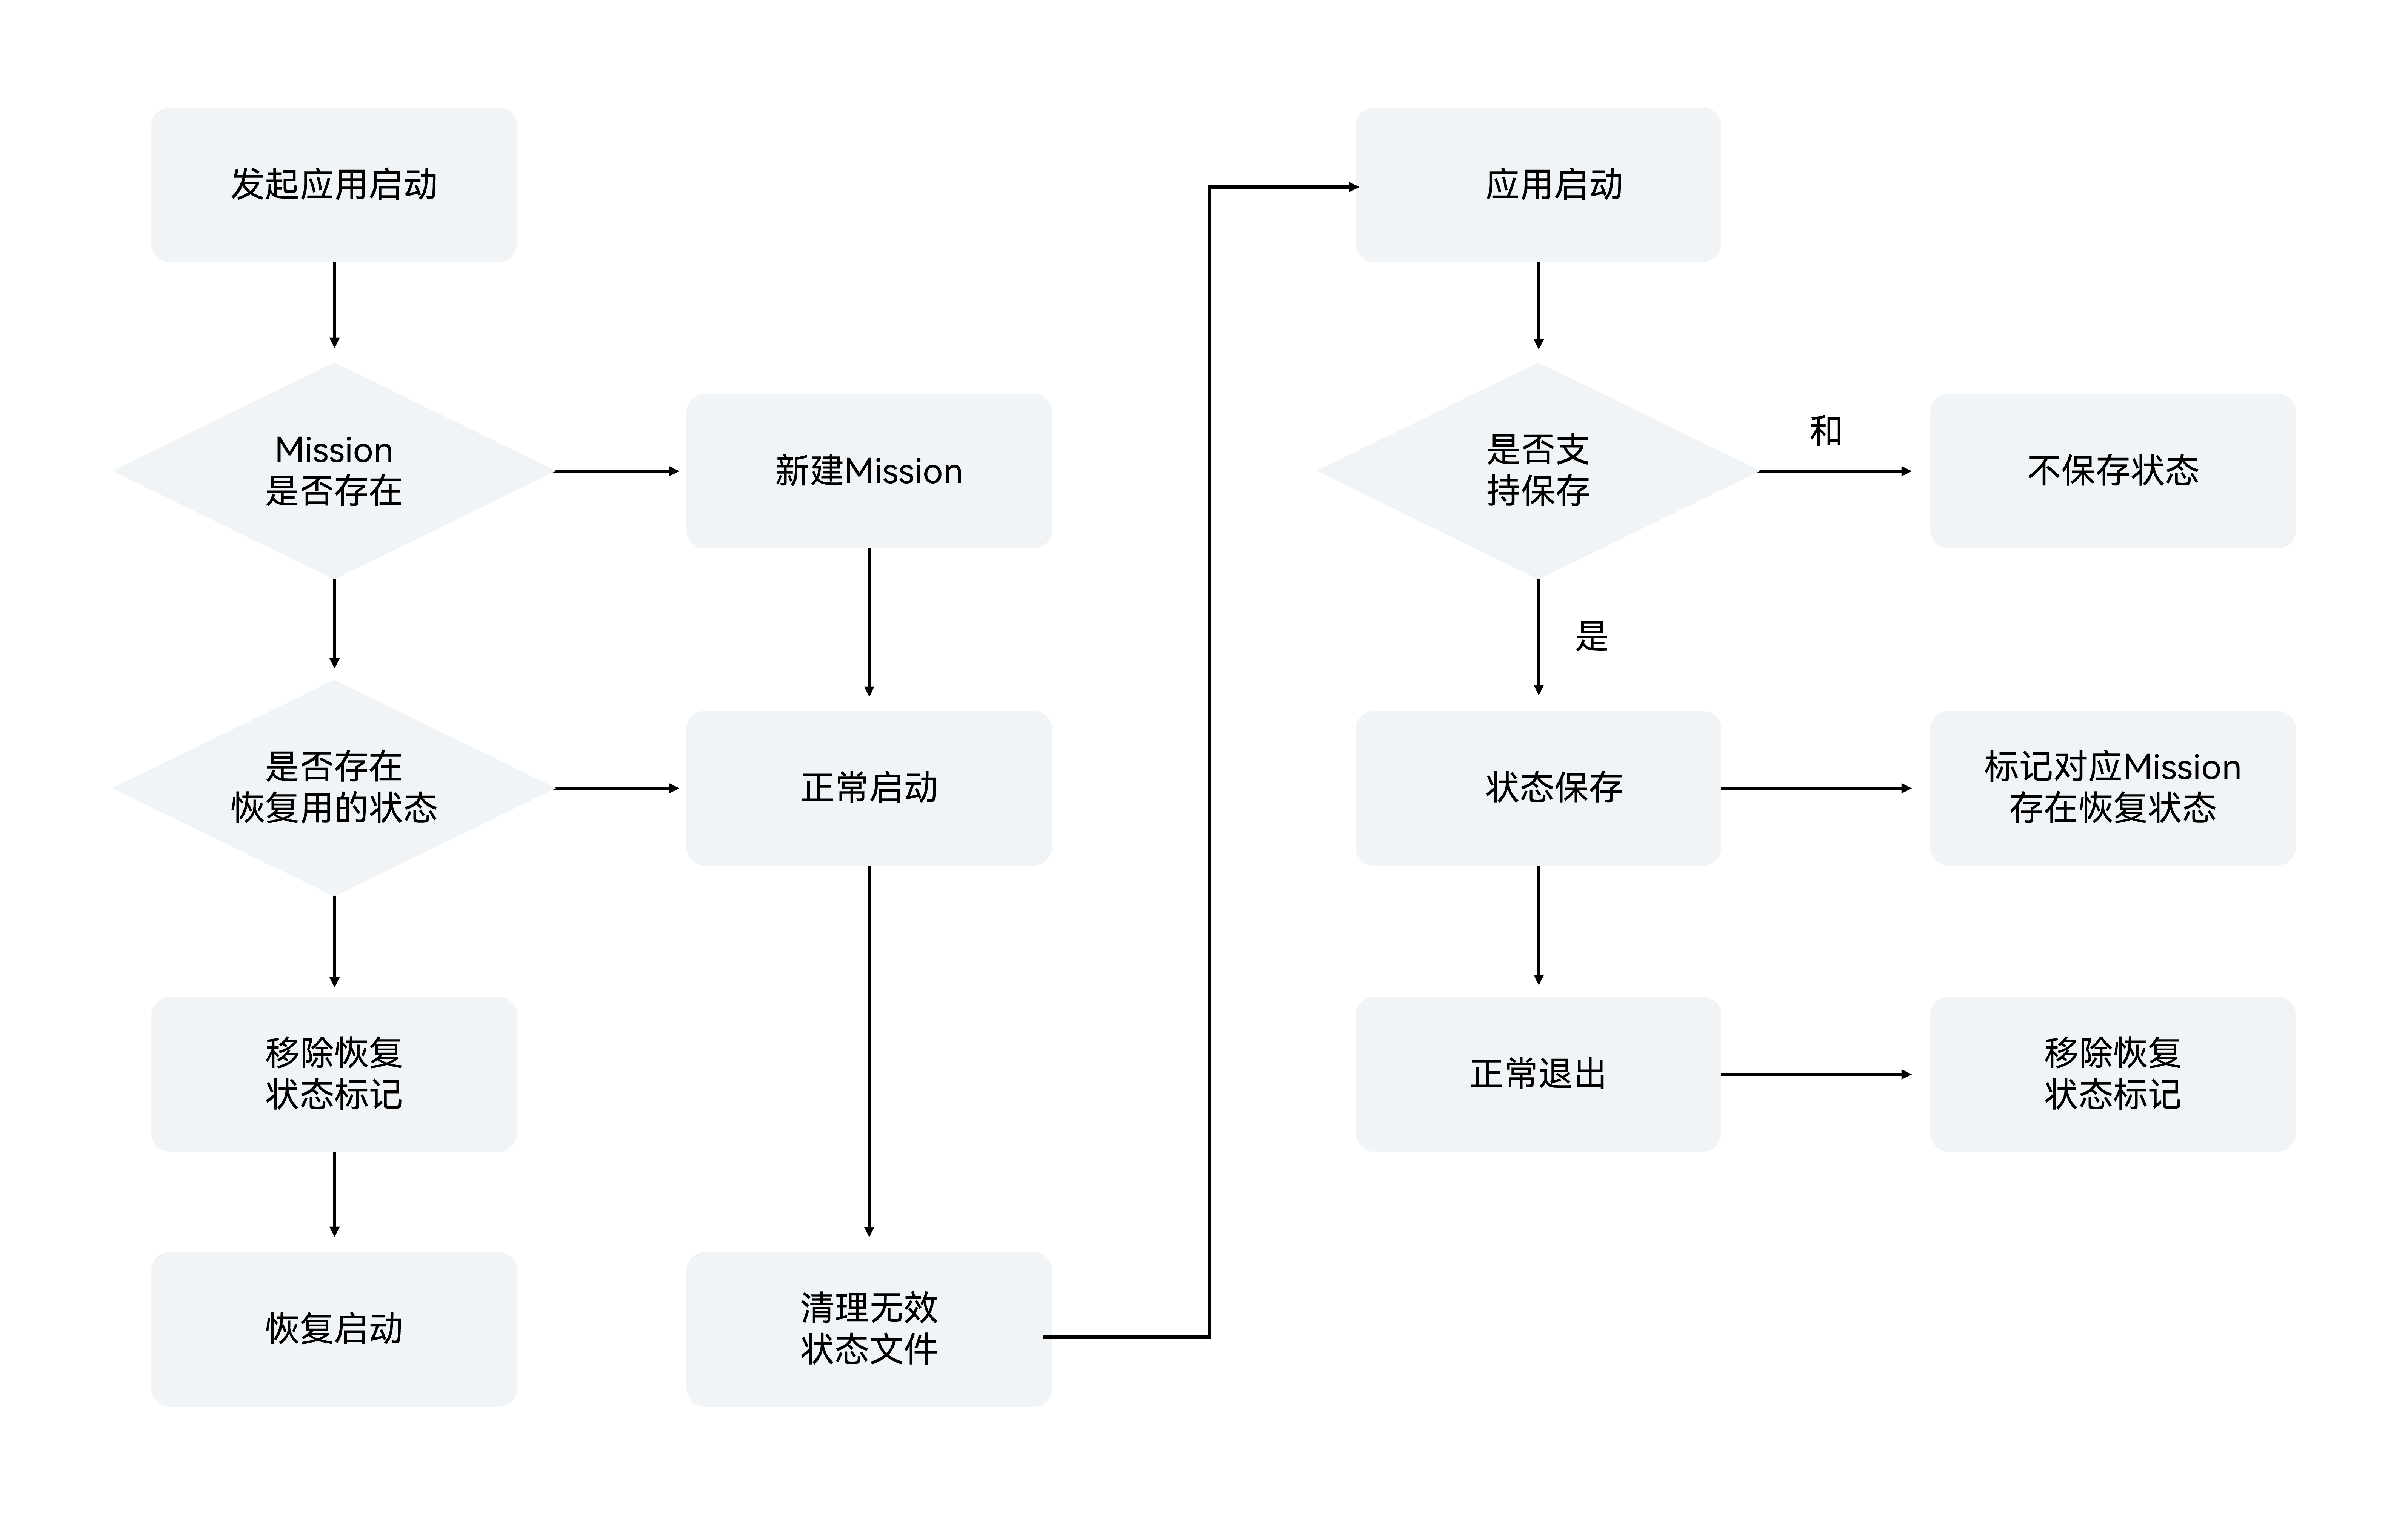 发起应用启动
Mission
是否存在
新建Mission
是否存在
恢复用的状态
正常启动
移除恢复
状态标记
恢复启动
清理无效
状态文件
应用启动
是否支
持保存
和
不保存状态
是
状态保存
标记对应Mission
存在恢复状态
正常退出
移除恢复
状态标记